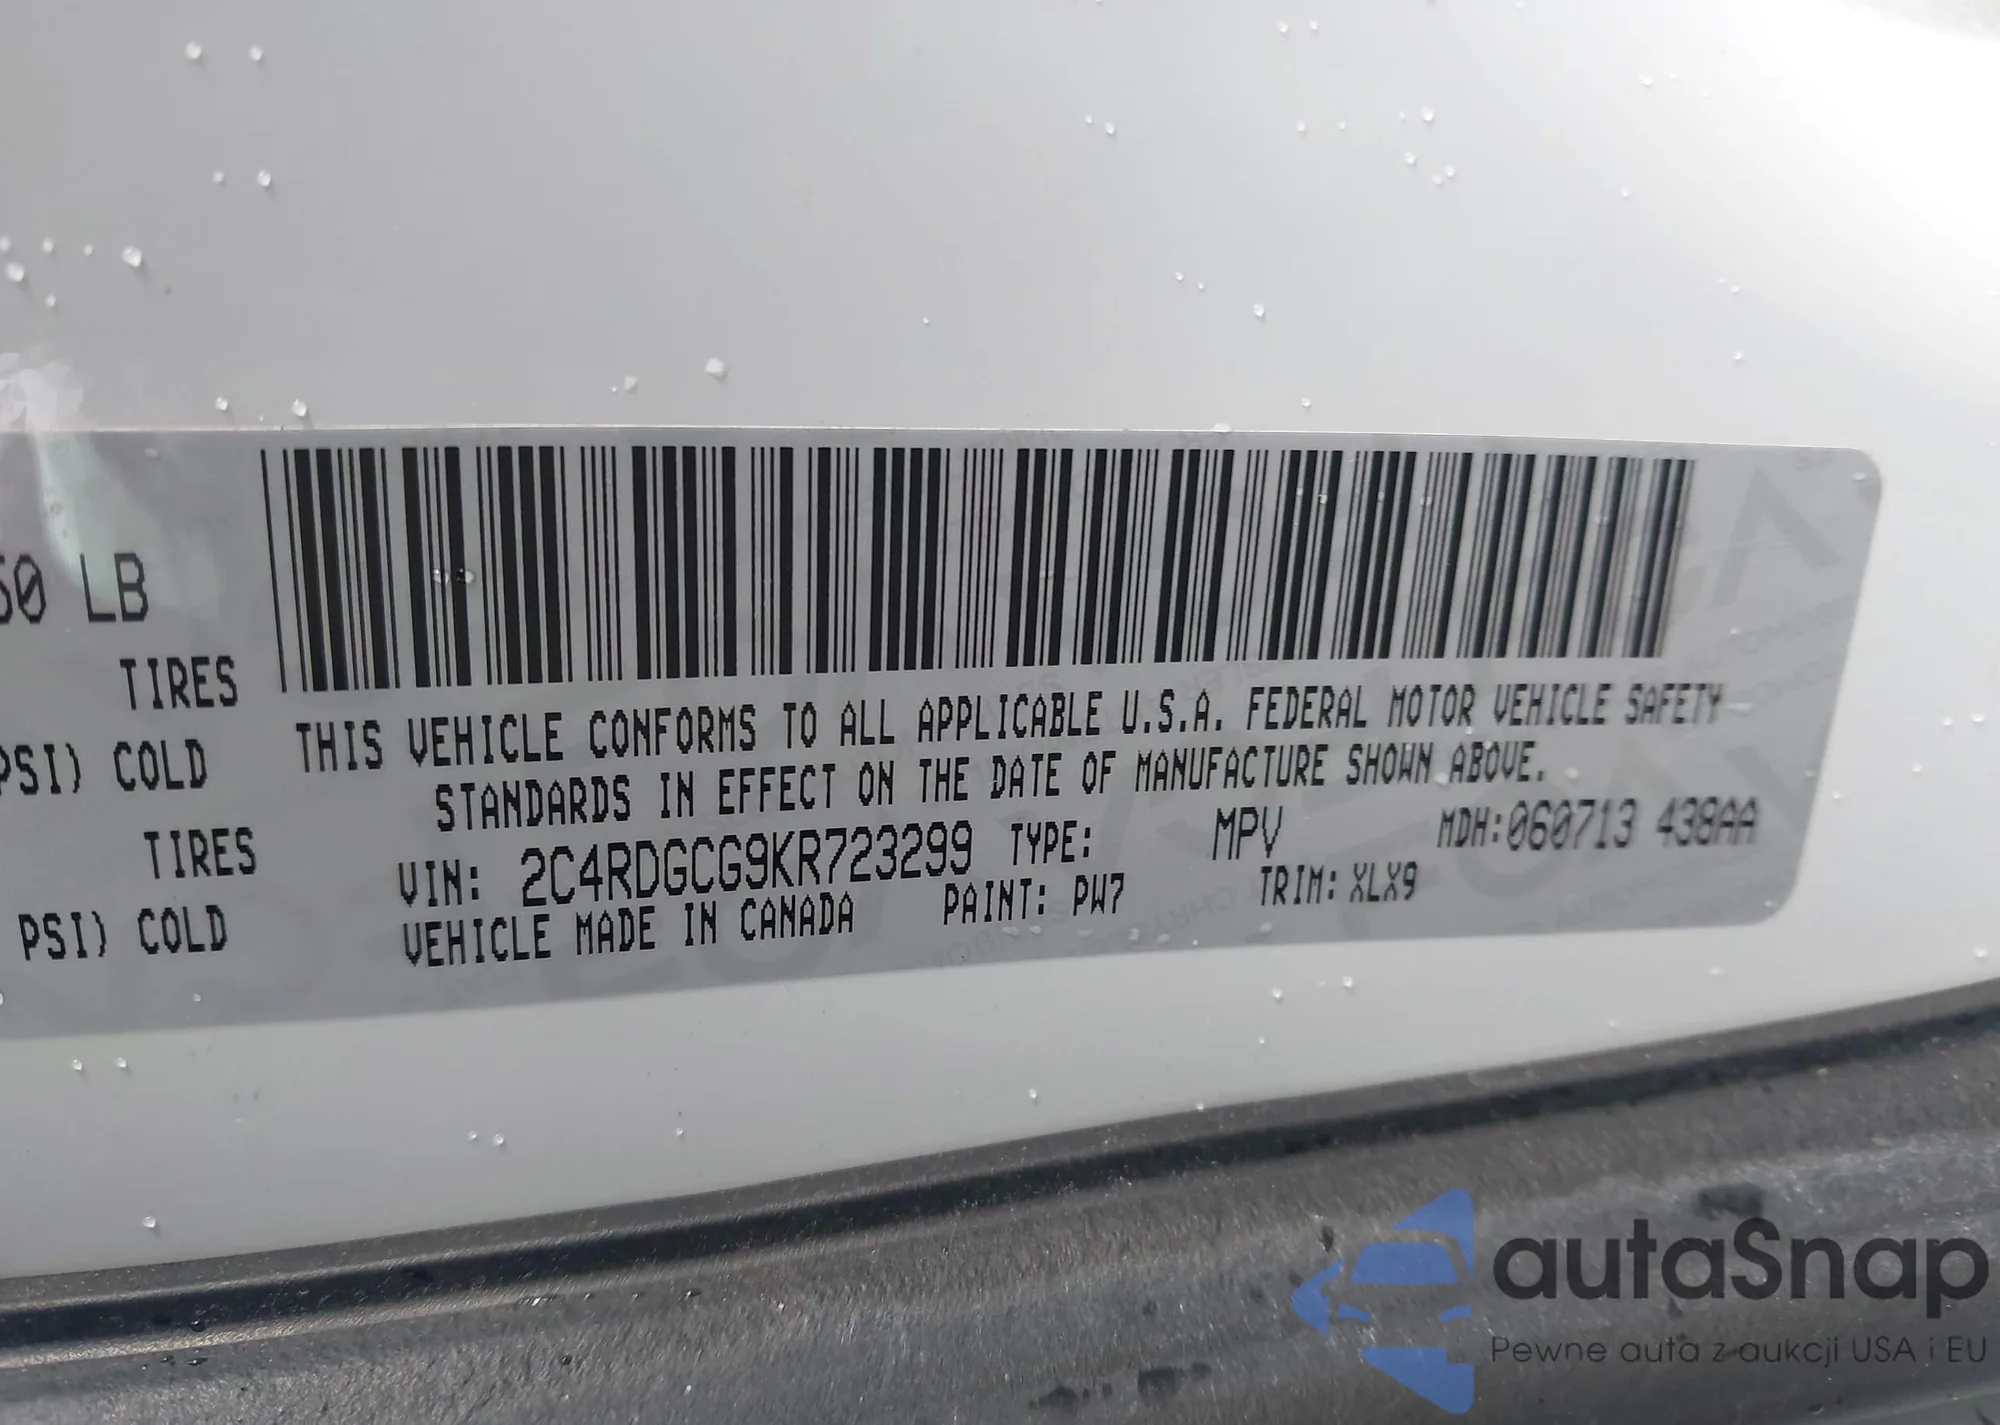 LB
TIRES
PSI) COLD
TIRES
PSI) COLD
THIS VEHICLE CONFORMS TO ALL APPLICABLE U.S.A. FEDERAL MOTOR VEHICLE SAFETY
STANDARDS IN EFFECT ON THE DATE OF MANUFACTURE SHOWN ABOVE.
VIN: 2C4RDGCG9KR723299 TYPE: MPV MDH:060713 438AA
VEHICLE MADE IN CANADA PAINT: PW7 TRIM: XLX9
autaSnap
Pewne auta z aukcji USA i EU